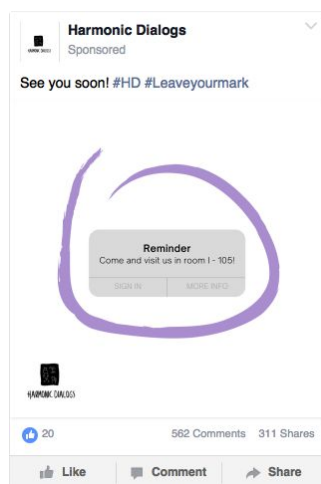 Harmonic Dialogs
Sponsored
See you soon! #HD #Leaveyourmark
Reminder
Come and visit us in room I - 105!
SIGN IN
MORE INFO
HARMONIC DIALOGS
20
562 Comments 311 Shares
Like Comment Share